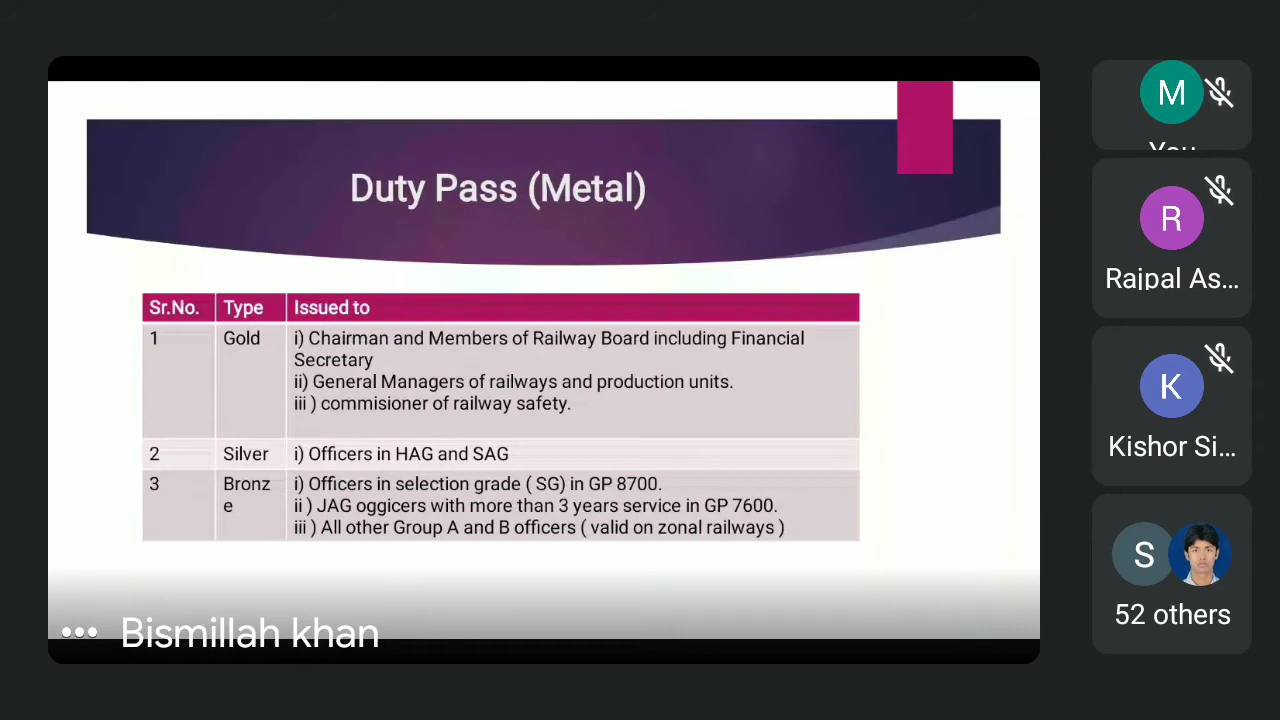 Duty Pass (Metal)
Sr.No. Type Issued to
1 Gold i) Chairman and Members of Railway Board including Financial
Secretary
ii) General Managers of railways and production units.
iii ) commisioner of railway safety.
2 Silver i) Officers in HAG and SAG
3 Bronz i) Officers in selection grade ( SG) in GP 8700.
e ii ) JAG oggicers with more than 3 years service in GP 7600.
iii ) All other Group A and B officers ( valid on zonal railways )
Bismillah khan
M
You
R
Rajpal As...
K
Kishor Si...
S
52 others